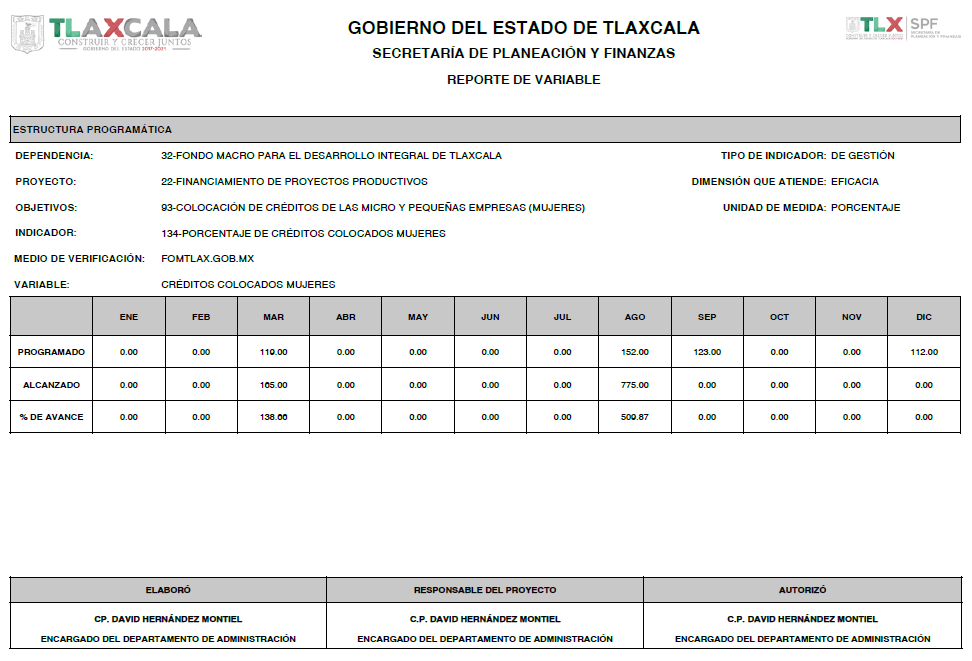 TLAXCALA
CONSTRUIR Y CRECER JUNTOS
GOBIERNO DEL ESTADO 2017-2021
GOBIERNO DEL ESTADO DE TLAXCALA
SECRETARÍA DE PLANEACIÓN Y FINANZAS
REPORTE DE VARIABLE
TLX SPF
SECRETARÍA DE
PLANEACIÓN Y FINANZAS
ESTRUCTURA PROGRAMÁTICA
DEPENDENCIA: 32-FONDO MACRO PARA EL DESARROLLO INTEGRAL DE TLAXCALA TIPO DE INDICADOR: DE GESTIÓN
PROYECTO: 22-FINANCIAMIENTO DE PROYECTOS PRODUCTIVOS DIMENSIÓN QUE ATIENDE: EFICACIA
OBJETIVOS: 93-COLOCACIÓN DE CRÉDITOS DE LAS MICRO Y PEQUEÑAS EMPRESAS (MUJERES) UNIDAD DE MEDIDA: PORCENTAJE
INDICADOR: 134-PORCENTAJE DE CRÉDITOS COLOCADOS MUJERES
MEDIO DE VERIFICACIÓN: FOMTLAX.GOB.MX
VARIABLE: CRÉDITOS COLOCADOS MUJERES
ENE FEB MAR ABR MAY JUN JUL AGO SEP OCT NOV DIC
PROGRAMADO 0.00 0.00 119.00 0.00 0.00 0.00 0.00 152.00 123.00 0.00 0.00 112.00
ALCANZADO 0.00 0.00 165.00 0.00 0.00 0.00 0.00 775.00 0.00 0.00 0.00 0.00
% DE AVANCE 0.00 0.00 138.66 0.00 0.00 0.00 0.00 509.87 0.00 0.00 0.00 0.00
ELABORÓ RESPONSABLE DEL PROYECTO AUTORIZÓ
CP. DAVID HERNÁNDEZ MONTIEL C.P. DAVID HERNÁNDEZ MONTIEL C.P. DAVID HERNÁNDEZ MONTIEL
ENCARGADO DEL DEPARTAMENTO DE ADMINISTRACIÓN ENCARGADO DEL DEPARTAMENTO DE ADMINISTRACIÓN ENCARGADO DEL DEPARTAMENTO DE ADMINISTRACIÓN